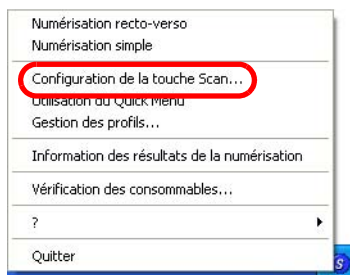 Numérisation recto-verso
Numérisation simple
Configuration de la touche Scan...
Utilisation du Quick Menu
Gestion des profils...
Information des résultats de la numérisation
Vérification des consommables...
?
Quitter
S